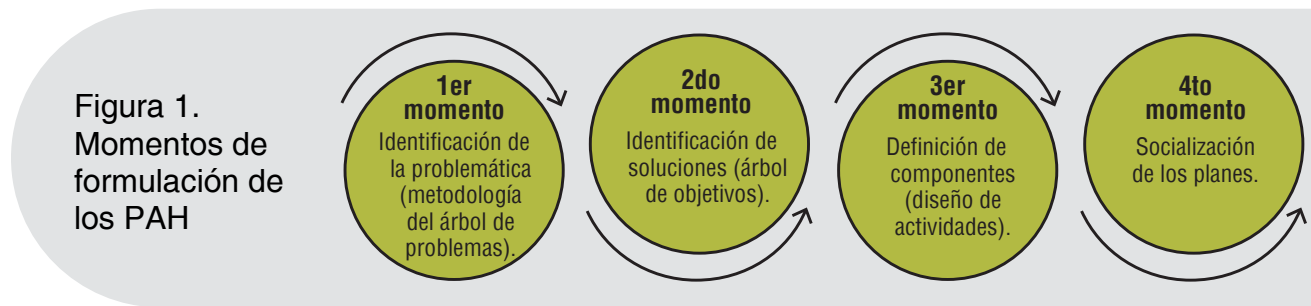 Figura 1.
Momentos de
formulación de
los PAH
1er
momento
Identificación de
la problemática
(metodología
del árbol de
problemas).
2do
momento
Identificación de
soluciones (árbol
de objetivos).
3er
momento
Definición de
componentes
(diseño de
actividades).
4to
momento
Socialización
de los planes.